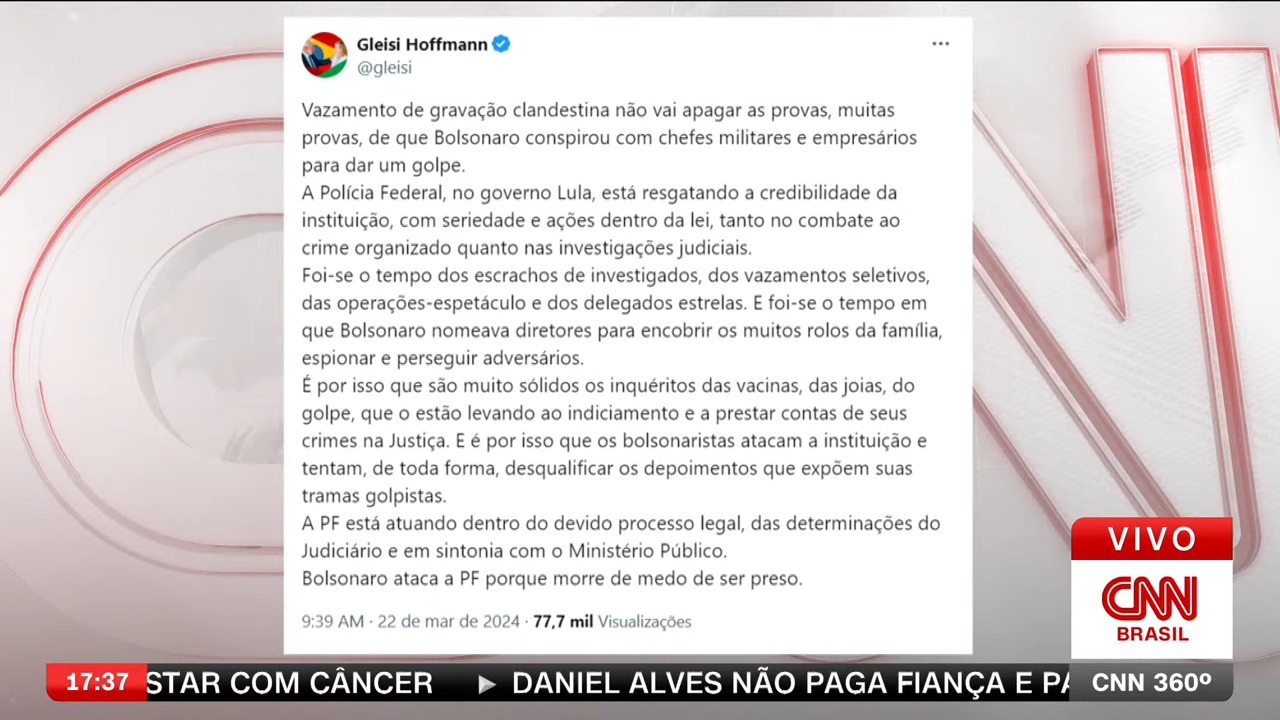 Gleisi Hoffmann
@gleisi
Vazamento de gravação clandestina não vai apagar as provas, muitas
provas, de que Bolsonaro conspirou com chefes militares e empresários
para dar um golpe.
A Polícia Federal, no governo Lula, está resgatando a credibilidade da
instituição, com seriedade e ações dentro da lei, tanto no combate ao
crime organizado quanto nas investigações judiciais.
Foi-se o tempo dos escrachos de investigados, dos vazamentos seletivos,
das operações-espetáculo e dos delegados estrelas. E foi-se o tempo em
que Bolsonaro nomeava diretores para encobrir os muitos rolos da família,
espionar e perseguir adversários.
É por isso que são muito sólidos os inquéritos das vacinas, das joias, do
golpe, que o estão levando ao indiciamento e a prestar contas de seus
crimes na Justiça. E é por isso que os bolsonaristas atacam a instituição e
tentam, de toda forma, desqualificar os depoimentos que expõem suas
tramas golpistas.
A PF está atuando dentro do devido processo legal, das determinações do
Judiciário e em sintonia com o Ministério Público.
Bolsonaro ataca a PF porque morre de medo de ser preso.
9:39 AM · 22 de mar de 2024 · 77,7 mil Visualizações
VIVO
CNN
BRASIL
17:37 STAR COM CÂNCER ▶ DANIEL ALVES NÃO PAGA FIANÇA E PA CNN 360º